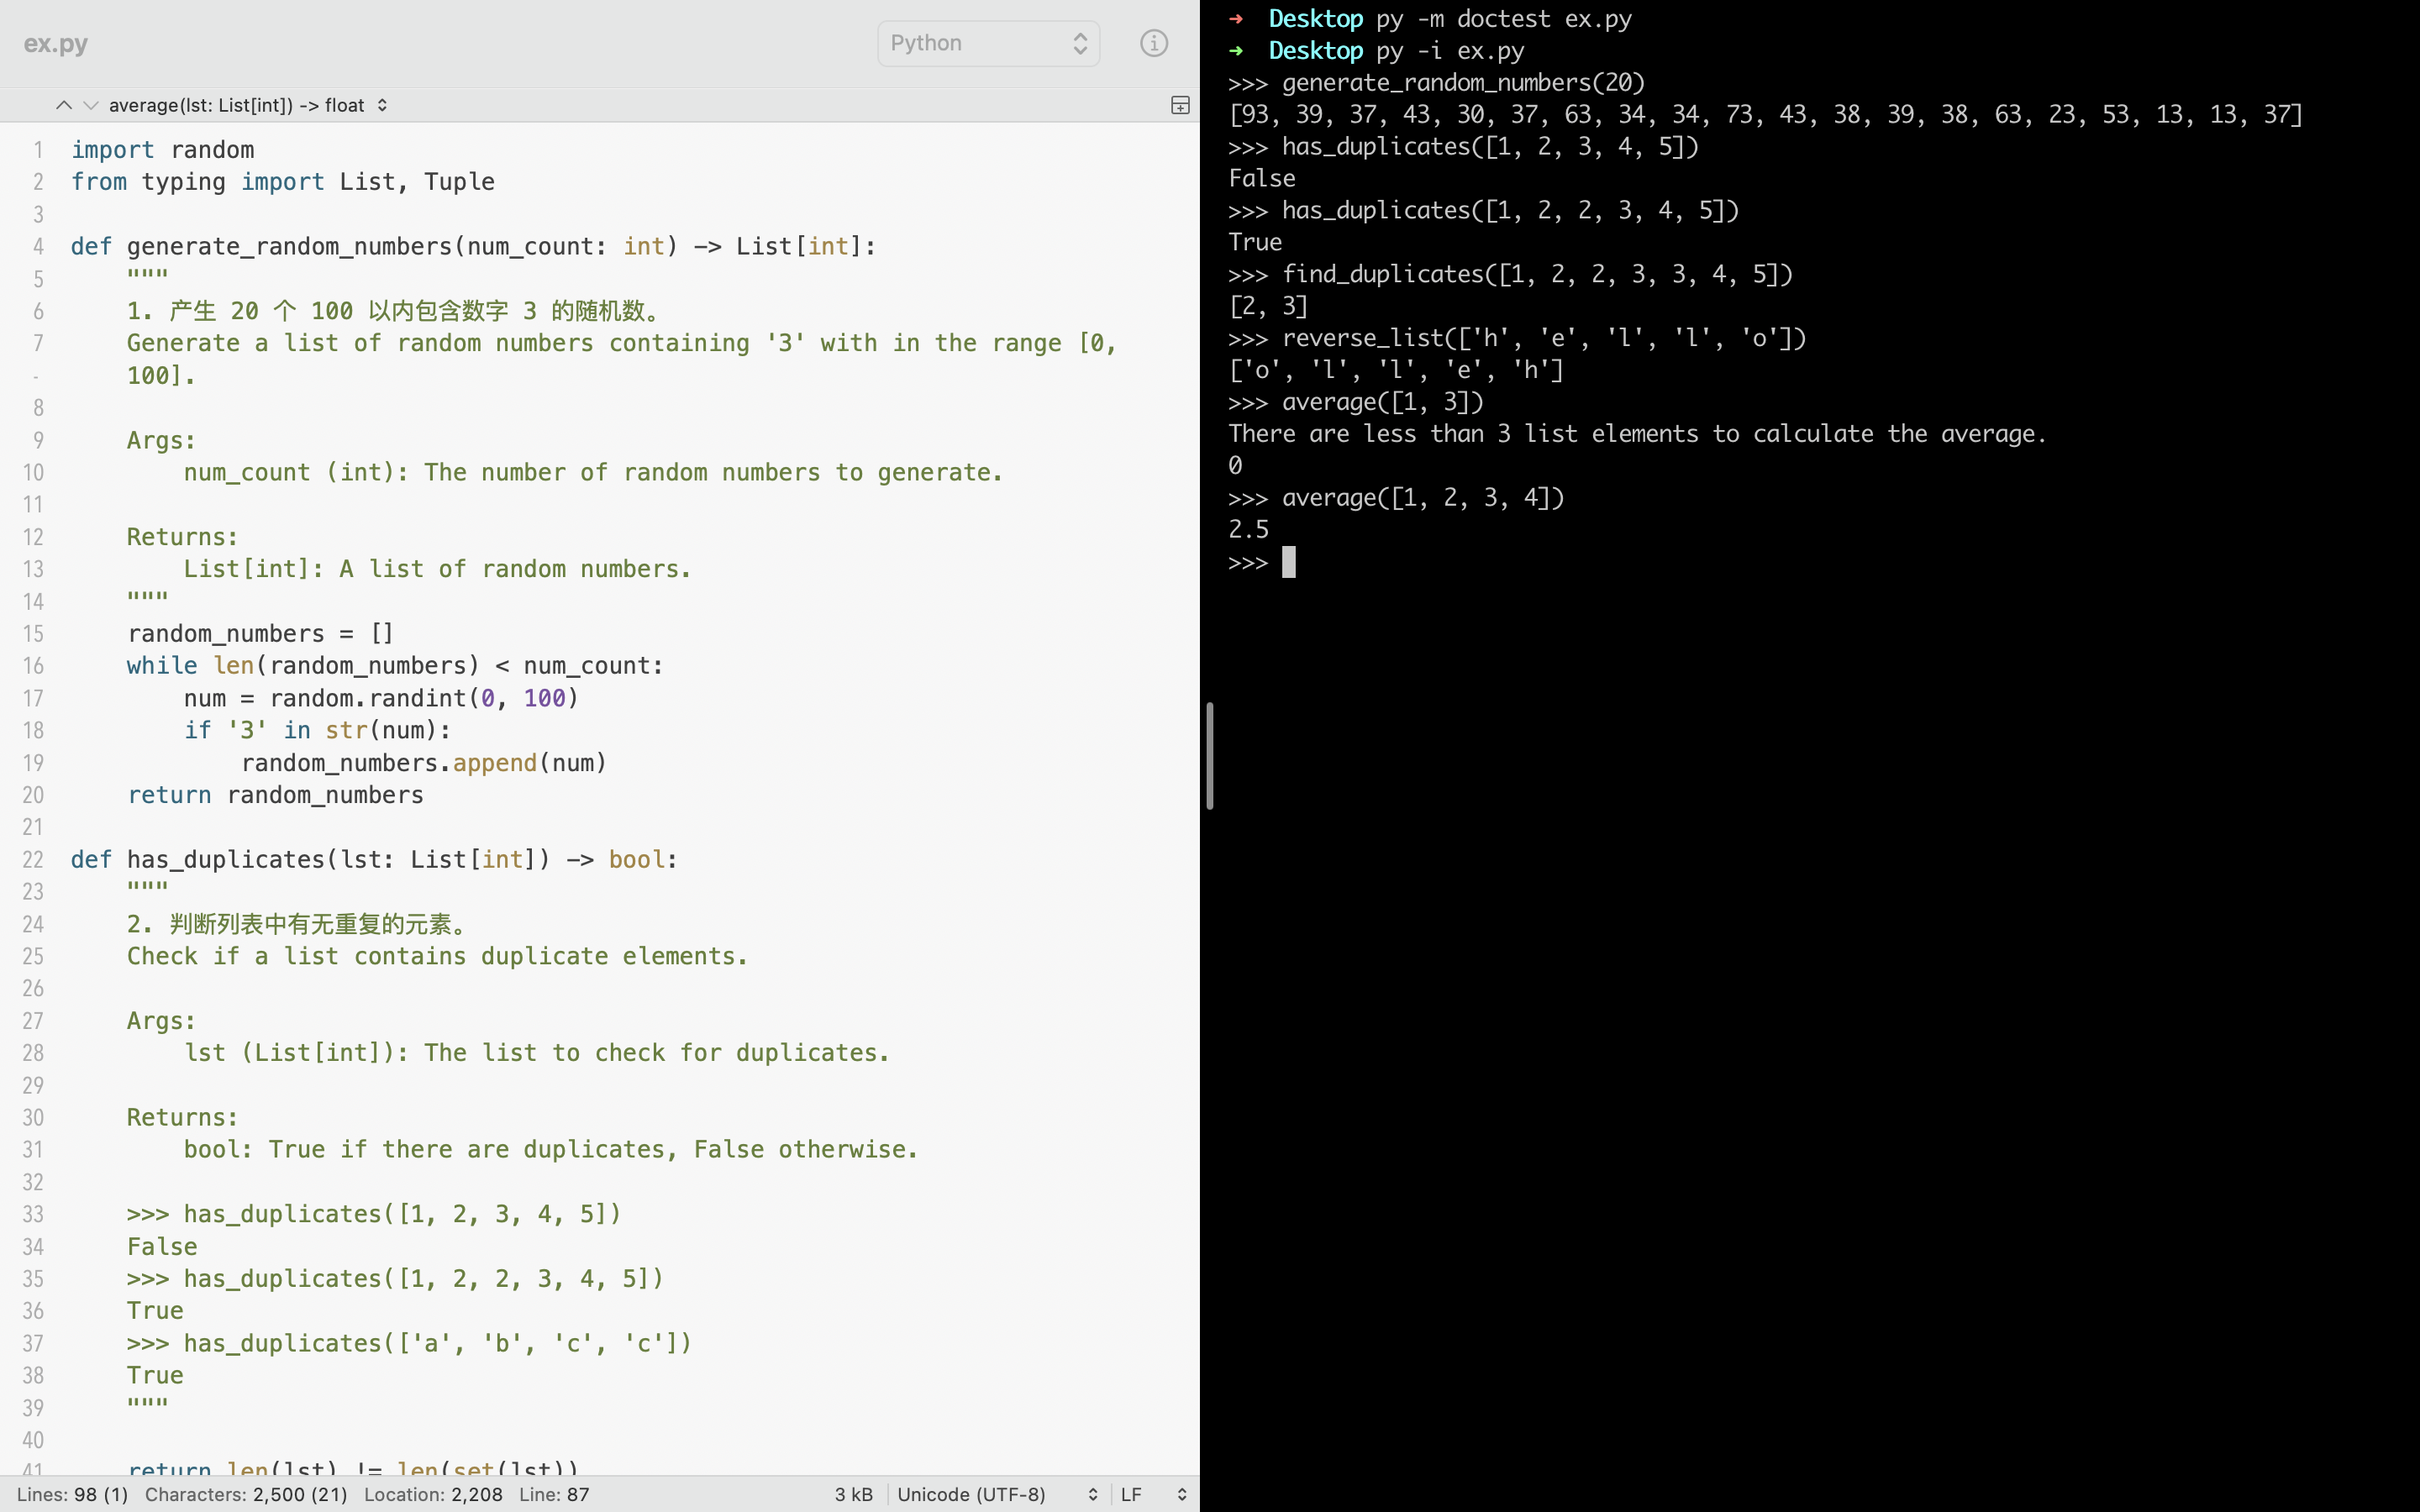 ex.py
Python
average(lst: List[int]) -> float
1 import random
2 from typing import List, Tuple
3
4 def generate_random_numbers(num_count: int) -> List[int]:
5 """
6 1. 产生 20 个 100 以内包含数字 3 的随机数。
7 Generate a list of random numbers containing '3' with in the range [0,
- 100].
8
9 Args:
10 num_count (int): The number of random numbers to generate.
11
12 Returns:
13 List[int]: A list of random numbers.
14 """
15 random_numbers = []
16 while len(random_numbers) < num_count:
17 num = random.randint(0, 100)
18 if '3' in str(num):
19 random_numbers.append(num)
20 return random_numbers
21
22 def has_duplicates(lst: List[int]) -> bool:
23 """
24 2. 判断列表中有无重复的元素。
25 Check if a list contains duplicate elements.
26
27 Args:
28 lst (List[int]): The list to check for duplicates.
29
30 Returns:
31 bool: True if there are duplicates, False otherwise.
32
33 >>> has_duplicates([1, 2, 3, 4, 5])
34 False
35 >>> has_duplicates([1, 2, 2, 3, 4, 5])
36 True
37 >>> has_duplicates(['a', 'b', 'c', 'c'])
38 True
39 """
40
41 return len(lst) != len(set(lst))
Lines: 98 (1) Characters: 2,500 (21) Location: 2,208 Line: 87 3 kB Unicode (UTF-8) LF
➜ Desktop py -m doctest ex.py
➜ Desktop py -i ex.py
>>> generate_random_numbers(20)
[93, 39, 37, 43, 30, 37, 63, 34, 34, 73, 43, 38, 39, 38, 63, 23, 53, 13, 13, 37]
>>> has_duplicates([1, 2, 3, 4, 5])
False
>>> has_duplicates([1, 2, 2, 3, 4, 5])
True
>>> find_duplicates([1, 2, 2, 3, 3, 4, 5])
[2, 3]
>>> reverse_list(['h', 'e', 'l', 'l', 'o'])
['o', 'l', 'l', 'e', 'h']
>>> average([1, 3])
There are less than 3 list elements to calculate the average.
0
>>> average([1, 2, 3, 4])
2.5
>>>